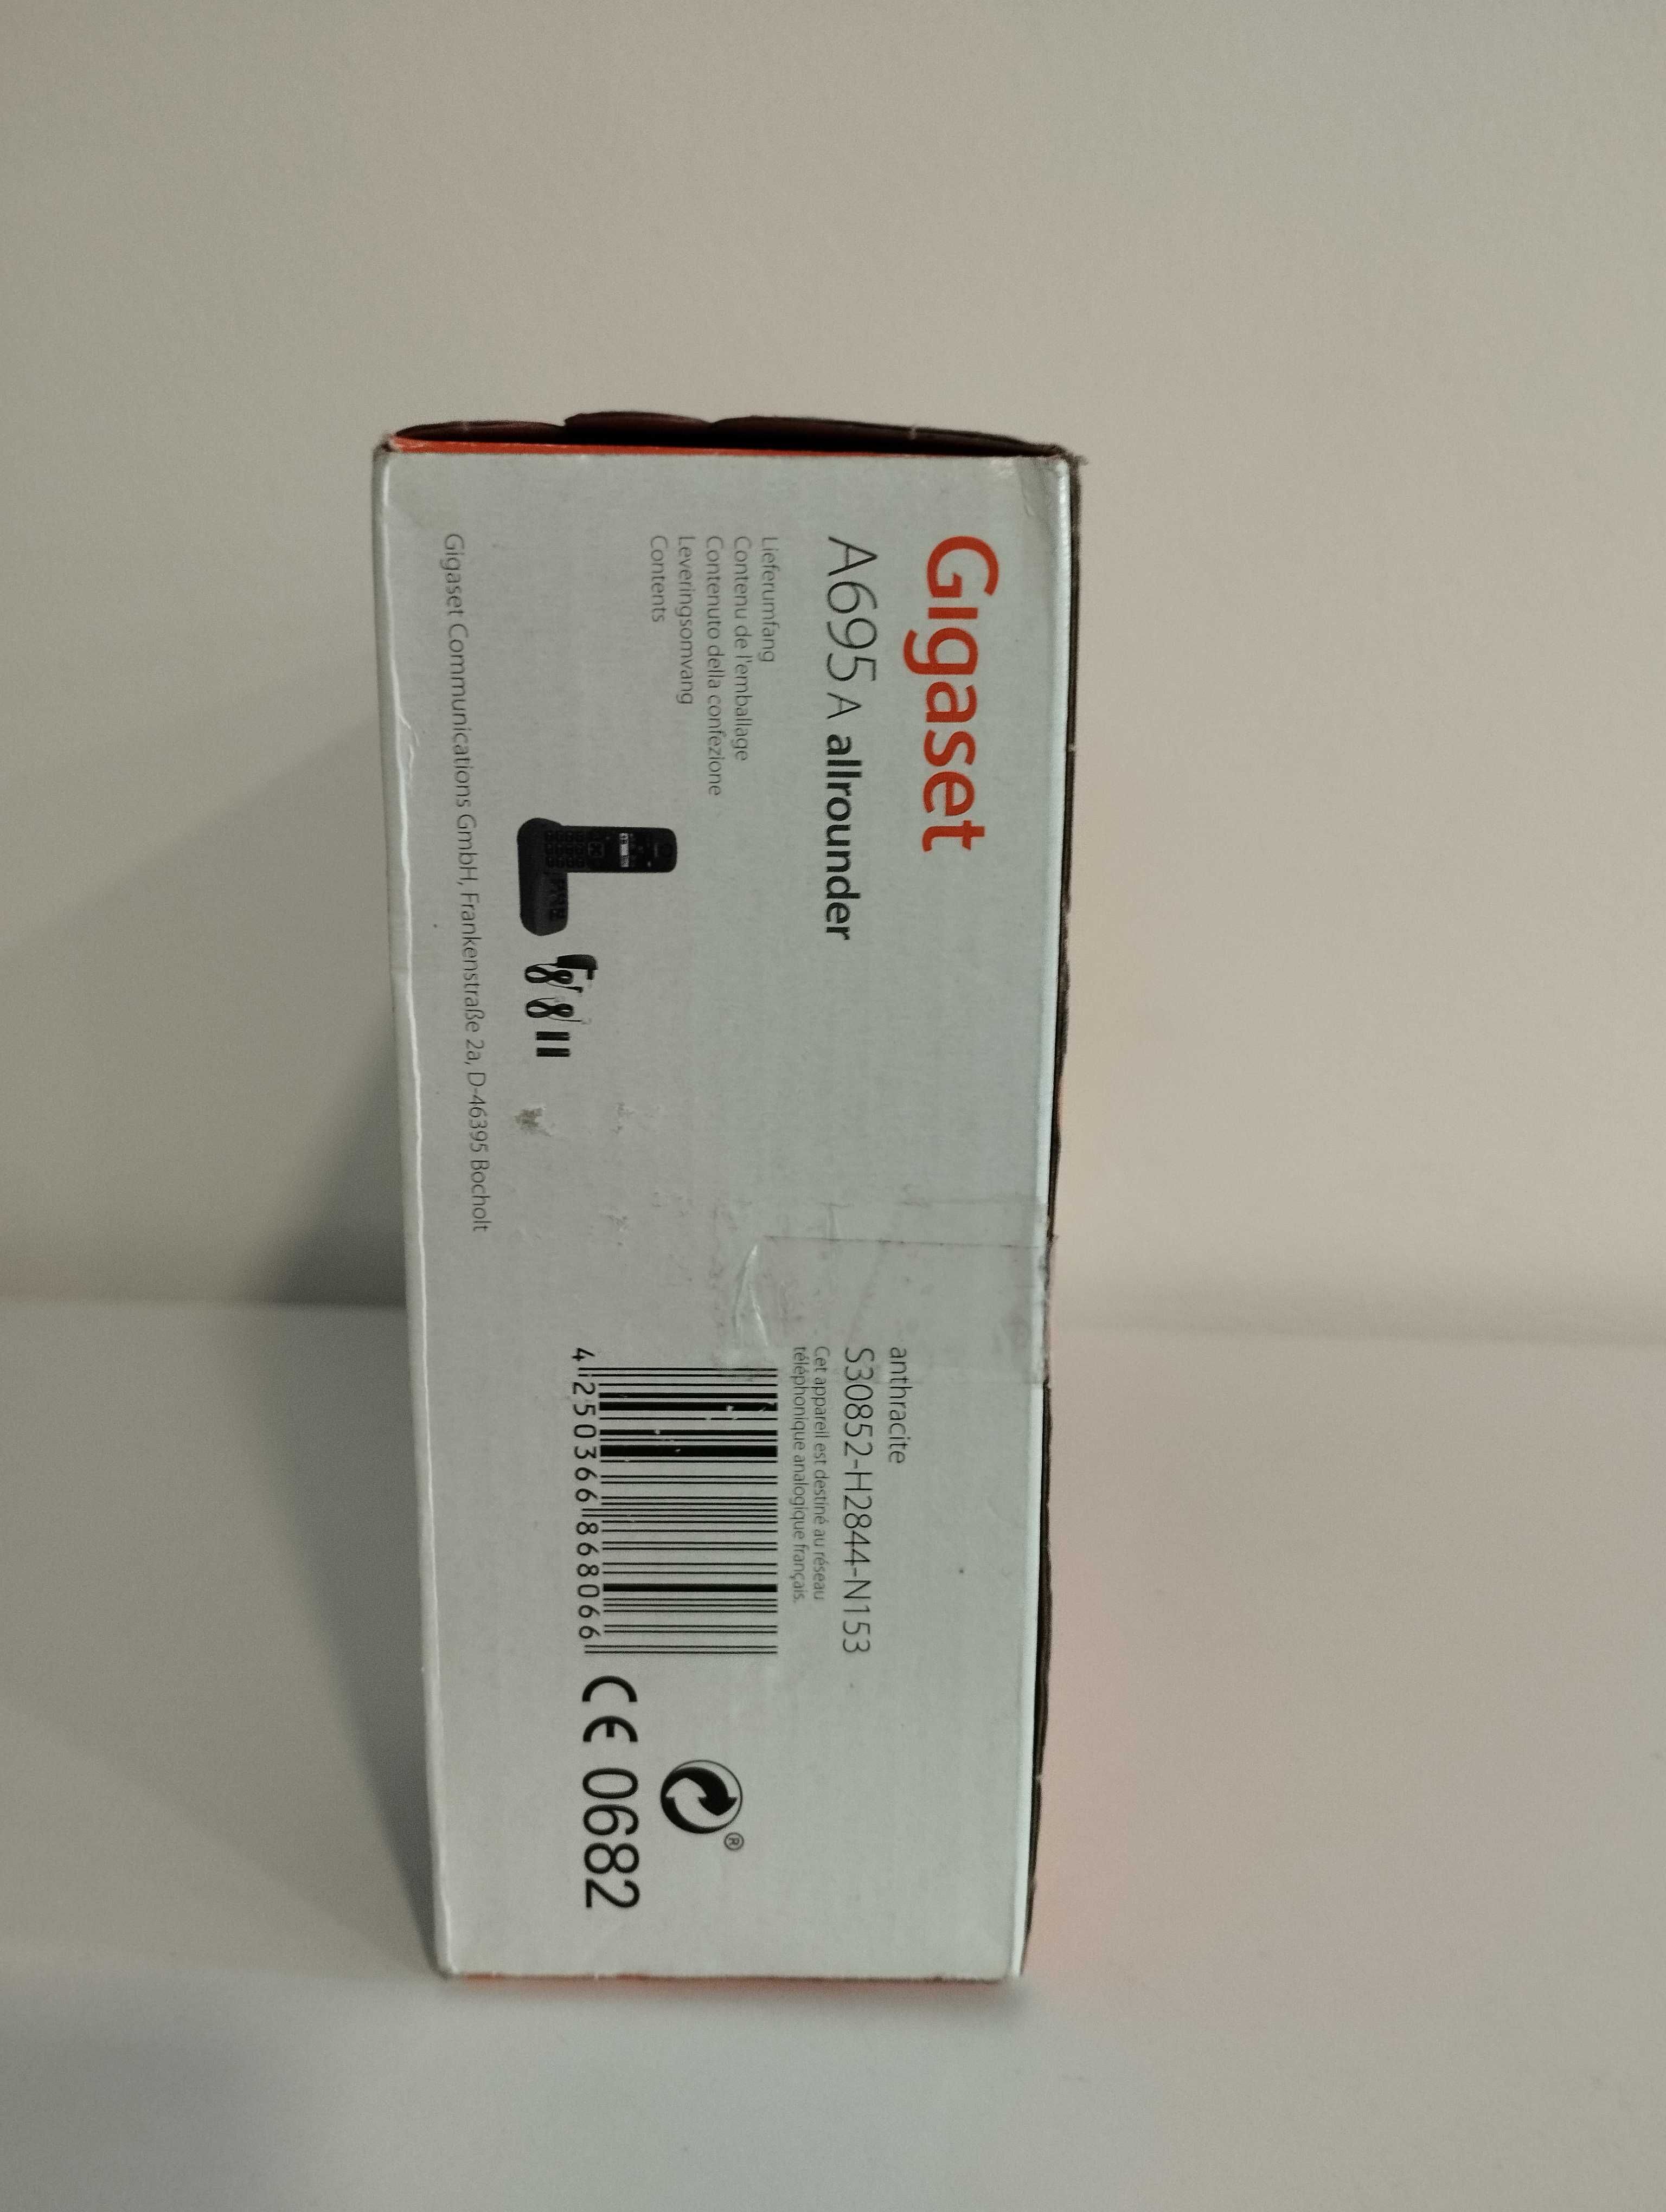 Gigaset
A695A allrounder
Lieferumfang
Contenu de l'emballage
Contenuto della confezione
Leveringsomvang
Contents
Gigaset Communications GmbH, Frankenstraße 2a, D-46395 Bocholt
anthracite
S30852-H2844-N153
Cet appareil est destiné au réseau
téléphonique analogique français.
4 250366 868066
CE 0682
®